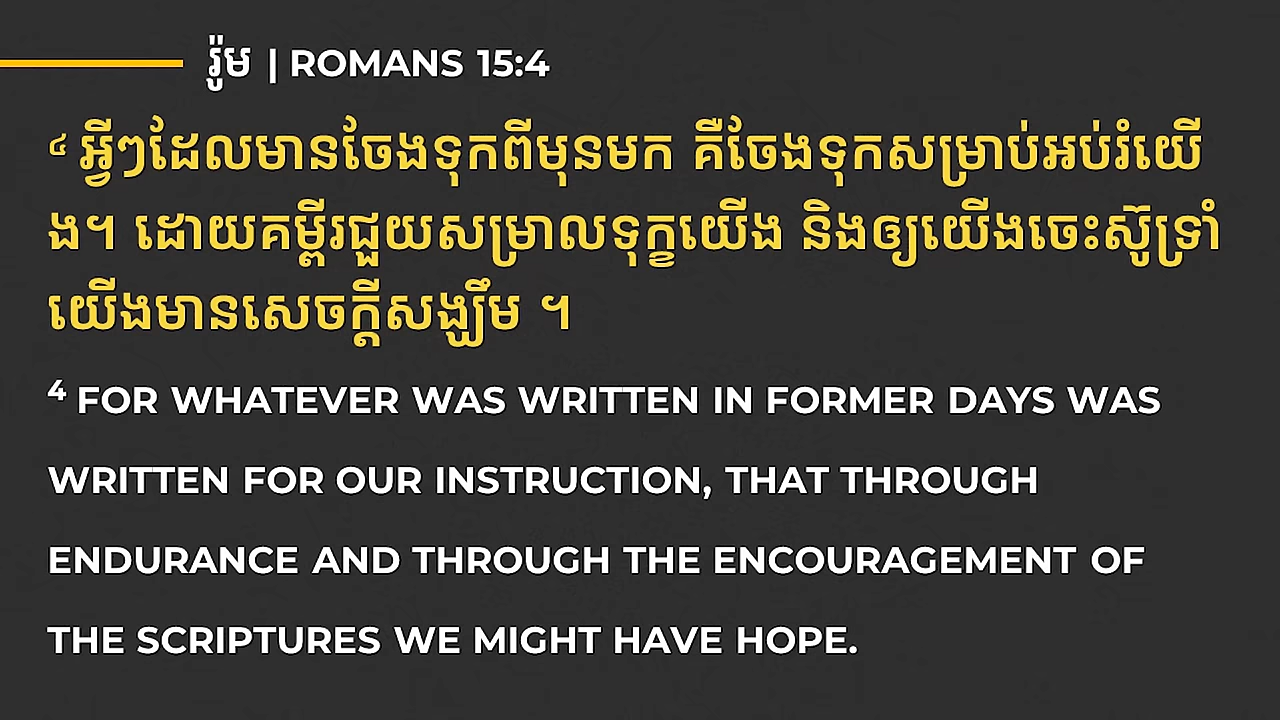 រ៉ូម | ROMANS 15:4
៤ អ្វីៗដែលមានចែងទុកពីមុនមក គឺចែងទុកសម្រាប់អប់រំយើ
ង។ ដោយគម្ពីរជួយសម្រាលទុក្ខយើង និងឲ្យយើងចេះស៊ូទ្រាំ
យើងមានសេចក្ដីសង្ឃឹម ។
4 FOR WHATEVER WAS WRITTEN IN FORMER DAYS WAS
WRITTEN FOR OUR INSTRUCTION, THAT THROUGH
ENDURANCE AND THROUGH THE ENCOURAGEMENT OF
THE SCRIPTURES WE MIGHT HAVE HOPE.